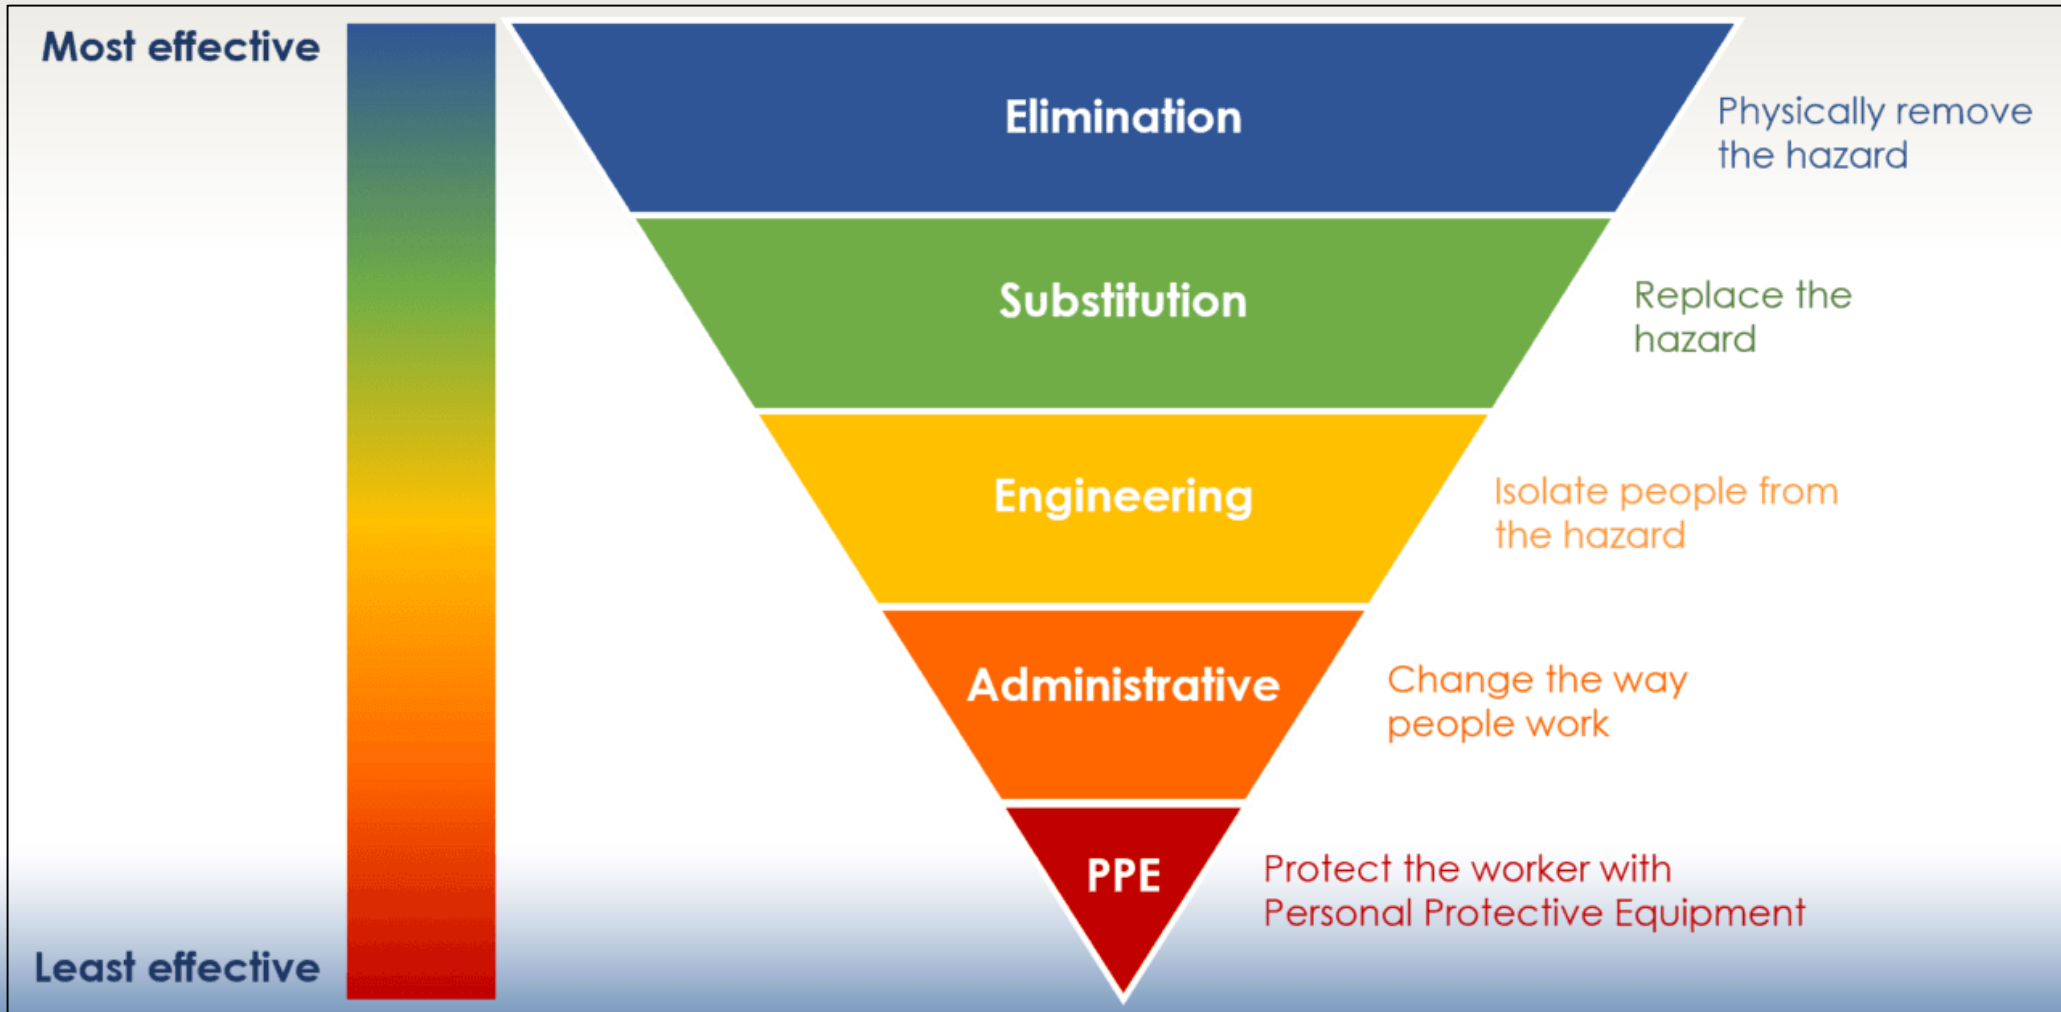 Most effective
Elimination
Physically remove
the hazard
Substitution
Replace the
hazard
Engineering
Isolate people from
the hazard
Administrative
Change the way
people work
PPE
Protect the worker with
Personal Protective Equipment
Least effective